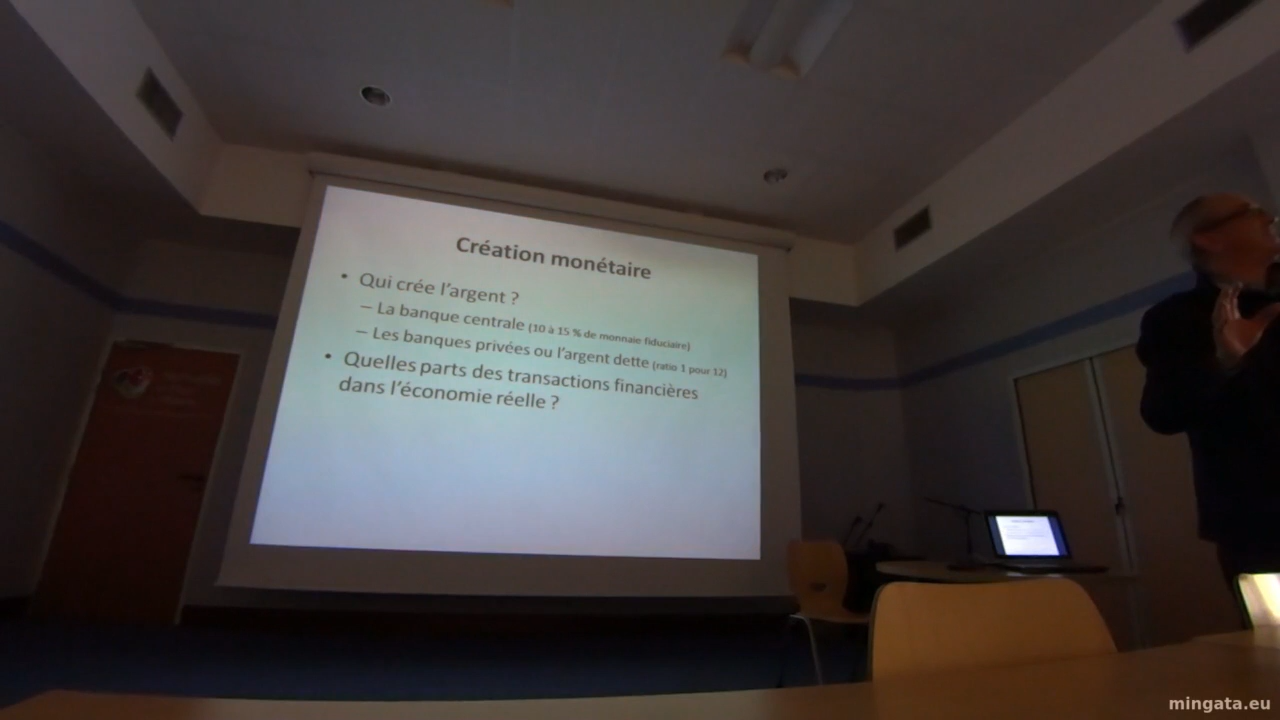 Création monétaire
• Qui crée l'argent ?
– La banque centrale (10 à 15 % de monnaie fiduciaire)
– Les banques privées ou l'argent dette (ratio 1 pour 12)
• Quelles parts des transactions financières
dans l'économie réelle ?
mingata.eu